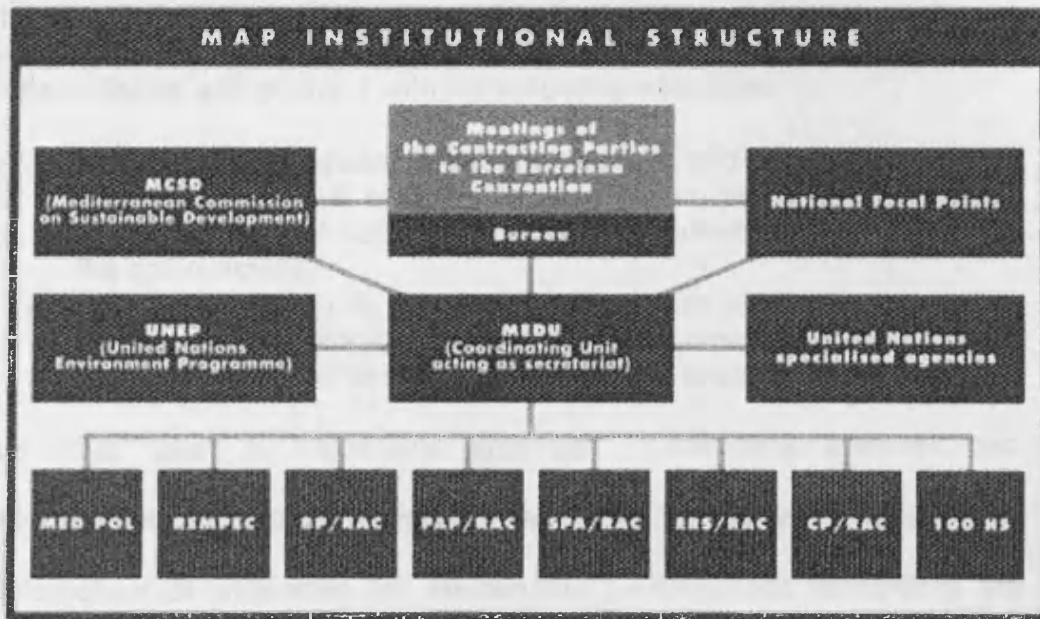 MAP INSTITUTIONAL STRUCTURE
Meetings of
the Contracting Parties
to the Barcelona
Convention
Bureau
MCSD
(Mediterranean Commission
on Sustainable Development)
National Focal Points
UNEP
(United Nations
Environment Programme)
MEDU
(Coordinating Unit
acting as secretariat)
United Nations
specialised agencies
MED POL
REMPEC
BP/RAC
PAP/RAC
SPA/RAC
ERS/RAC
CP/RAC
100 HS